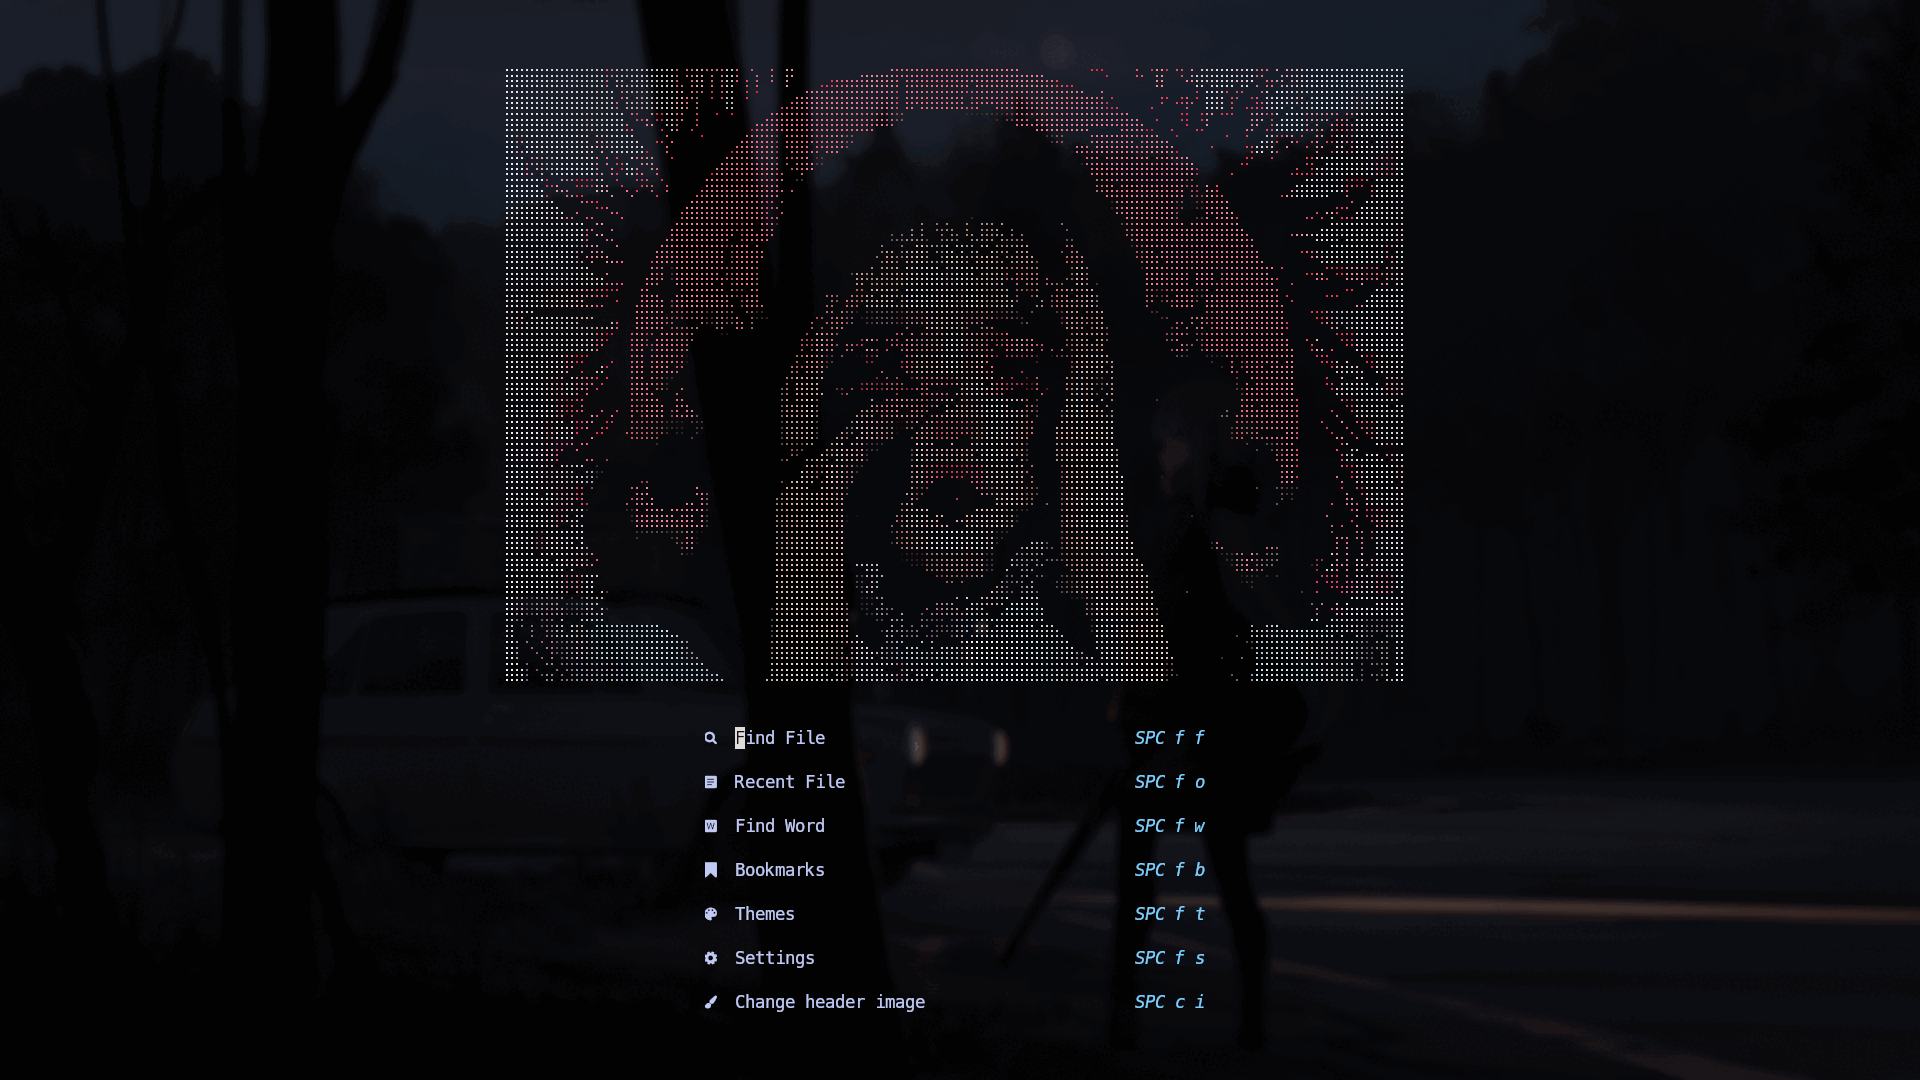 Find File SPC f f
Recent File SPC f o
Find Word SPC f w
Bookmarks SPC f b
Themes SPC f t
Settings SPC f s
Change header image SPC c i